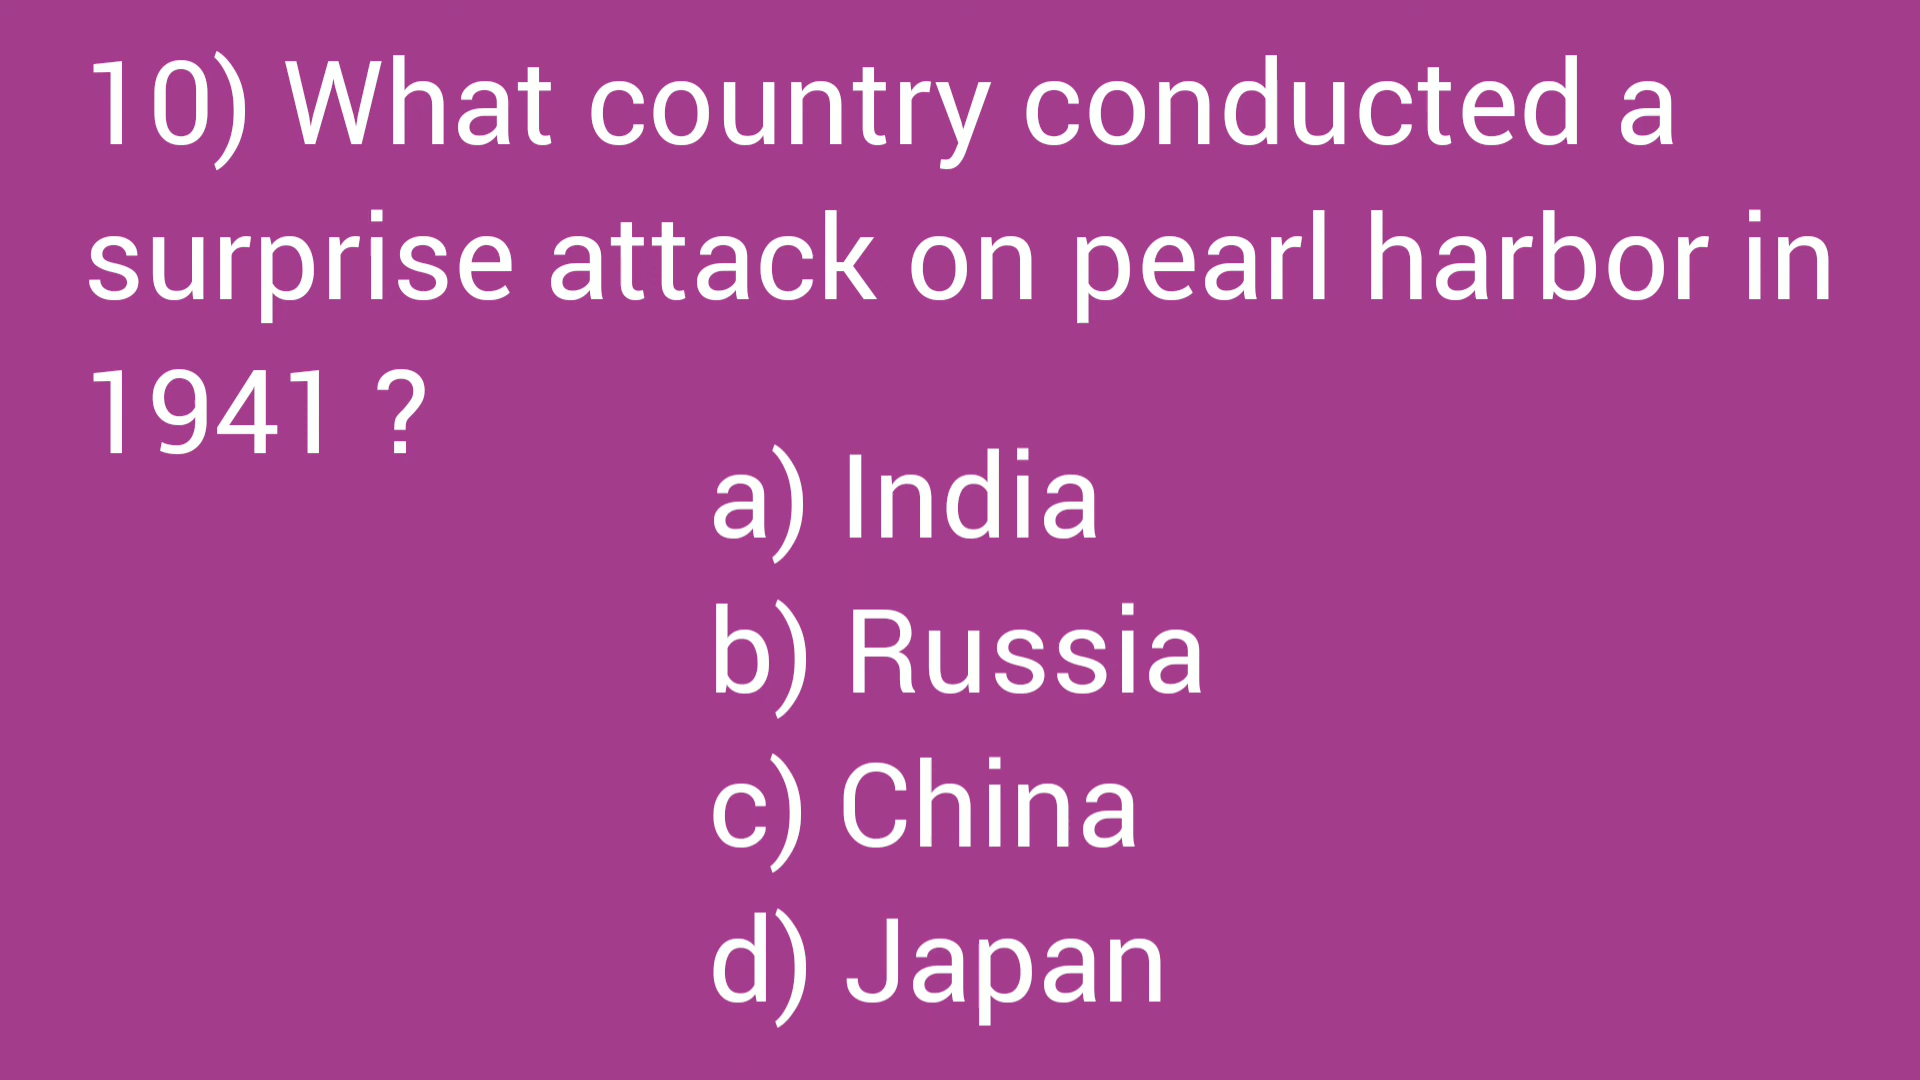 10) What country conducted a
surprise attack on pearl harbor in
1941 ?
a) India
b) Russia
c) China
d) Japan